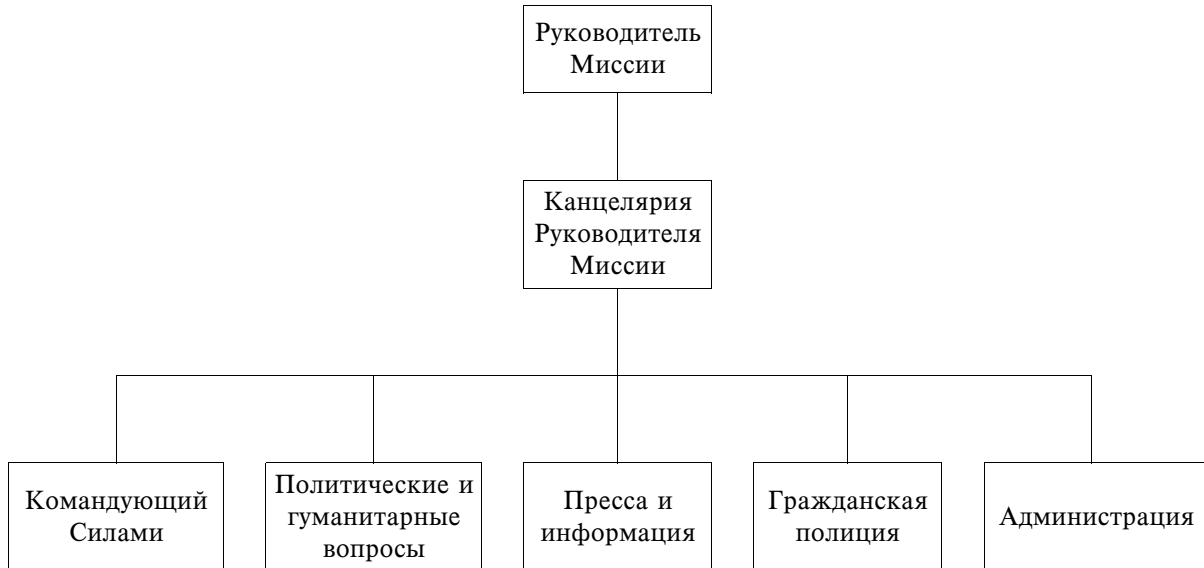 Руководитель
Миссии
Канцелярия
Руководителя
Миссии
Командующий
Силами
Политические и
гуманитарные
вопросы
Пресса и
информация
Гражданская
полиция
Администрация